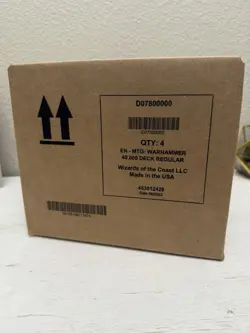 D07800000
D07800000
QTY: 4
EN - MTG: WARHAMMER
40,000 DECK REGULAR
Wizards of the Coast LLC
Made in the USA